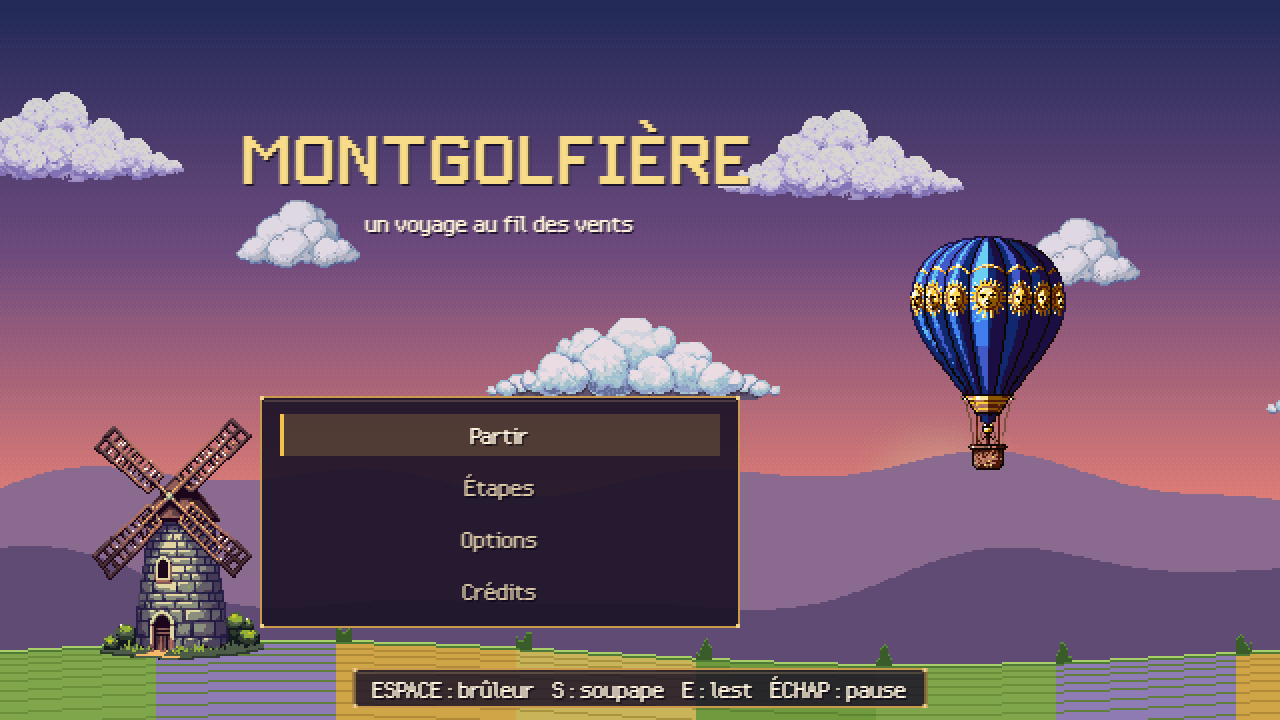 MONTGOLFIÈRE
un voyage au fil des vents
Partir
Étapes
Options
Crédits
ESPACE : brûleur S : soupape E : lest ÉCHAP : pause